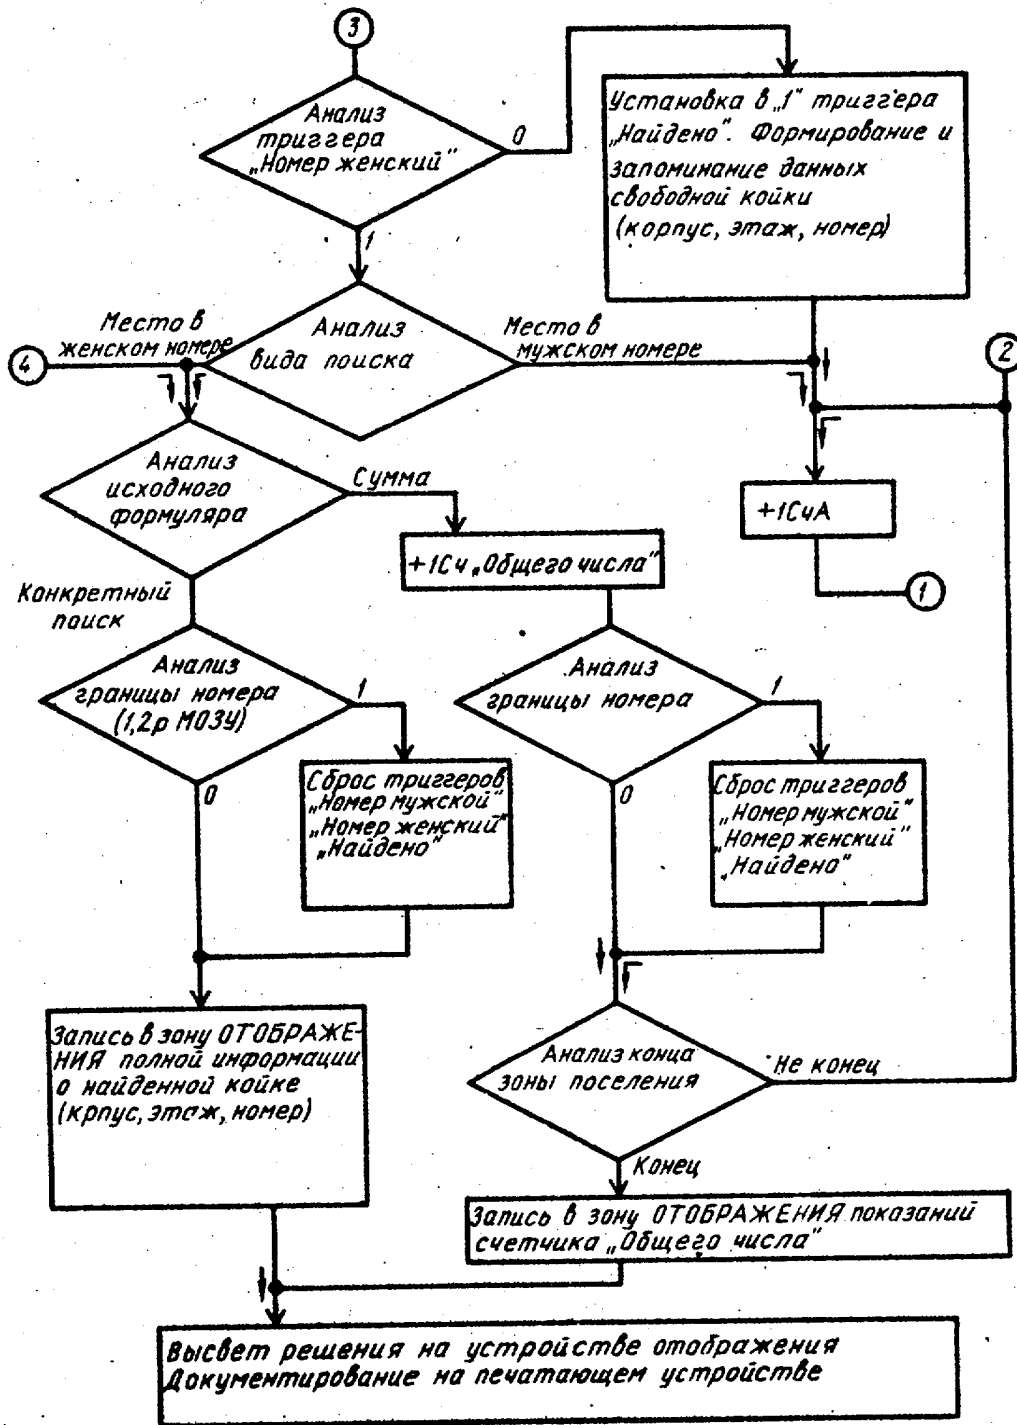 3
Анализ
триггера
„Номер женский"
0
1
Установка в „1" триггера
„Найдено". Формирование и
запоминание данных
свободной койки
(корпус, этаж, номер)
Место в
женском номере
4
Анализ
вида поиска
Место в
мужском номере
2
Анализ
исходного
формуляра
Сумма
+1СчА
+1Сч „Общего числа"
1
Конкретный
поиск
Анализ
границы номера
(1,2р МОЗУ)
1
0
Анализ
границы номера
1
0
Сброс триггеров
„Номер мужской"
„Номер женский"
„Найдено"
Сброс триггеров
„Номер мужской"
„Номер женский"
„Найдено"
Запись в зону ОТОБРАЖЕ-
НИЯ полной информации
о найденной койке
(крпус, этаж, номер)
Анализ конца
зоны поселения
Не конец
Конец
Запись в зону ОТОБРАЖЕНИЯ показаний
счетчика „Общего числа"
Высвет решения на устройстве отображения
Документирование на печатающем устройстве